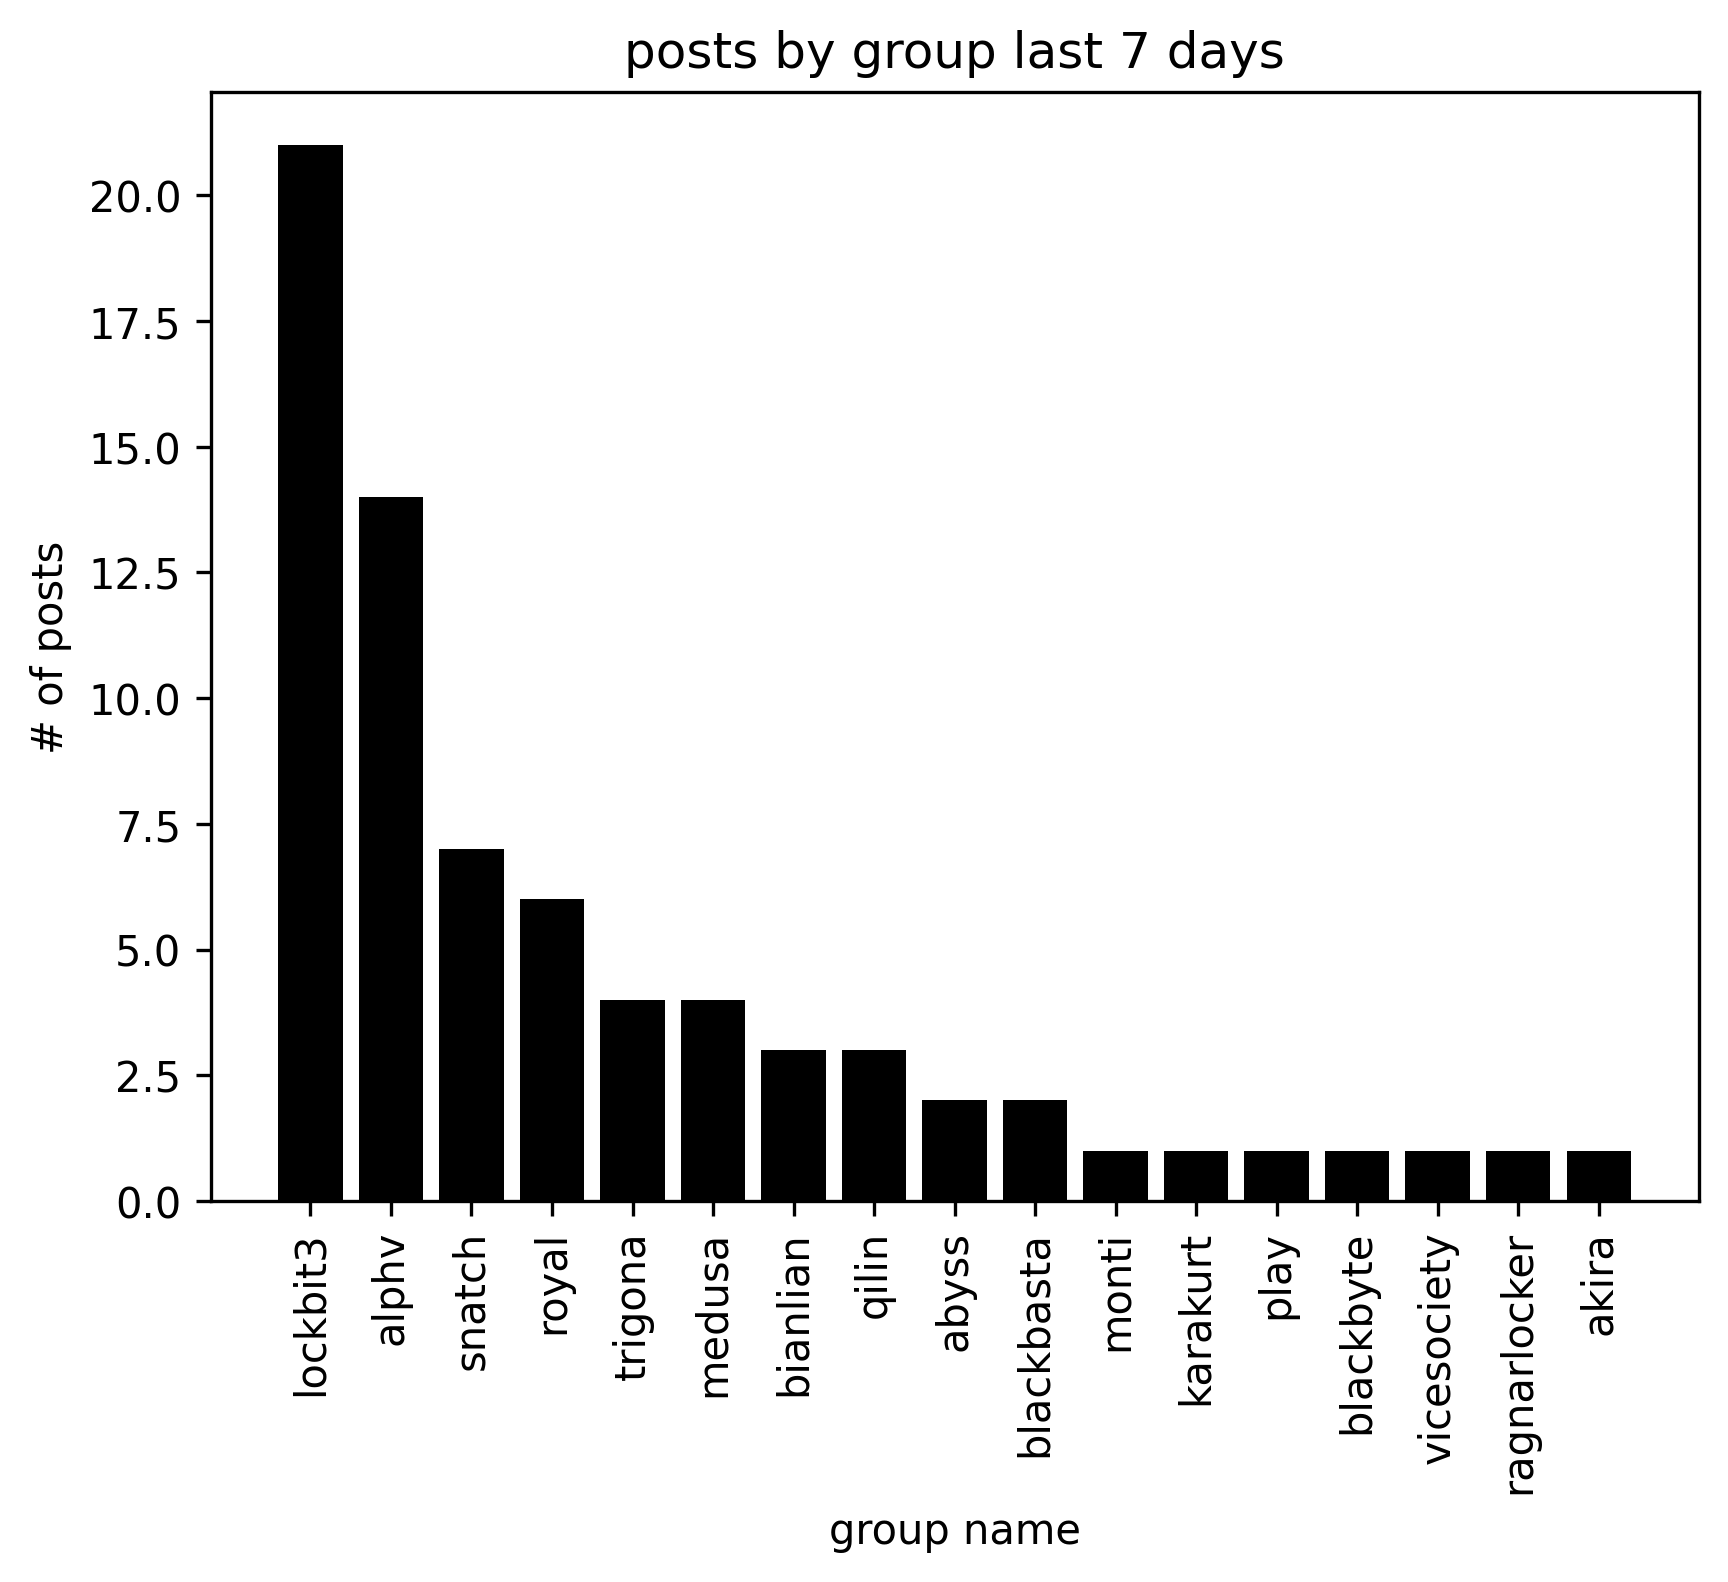 posts by group last 7 days
# of posts
20.0
17.5
15.0
12.5
10.0
7.5
5.0
2.5
0.0
lockbit3
alphv
snatch
royal
trigona
medusa
bianlian
qilin
abyss
blackbasta
monti
karakurt
play
blackbyte
vicesociety
ragnarlocker
akira
group name